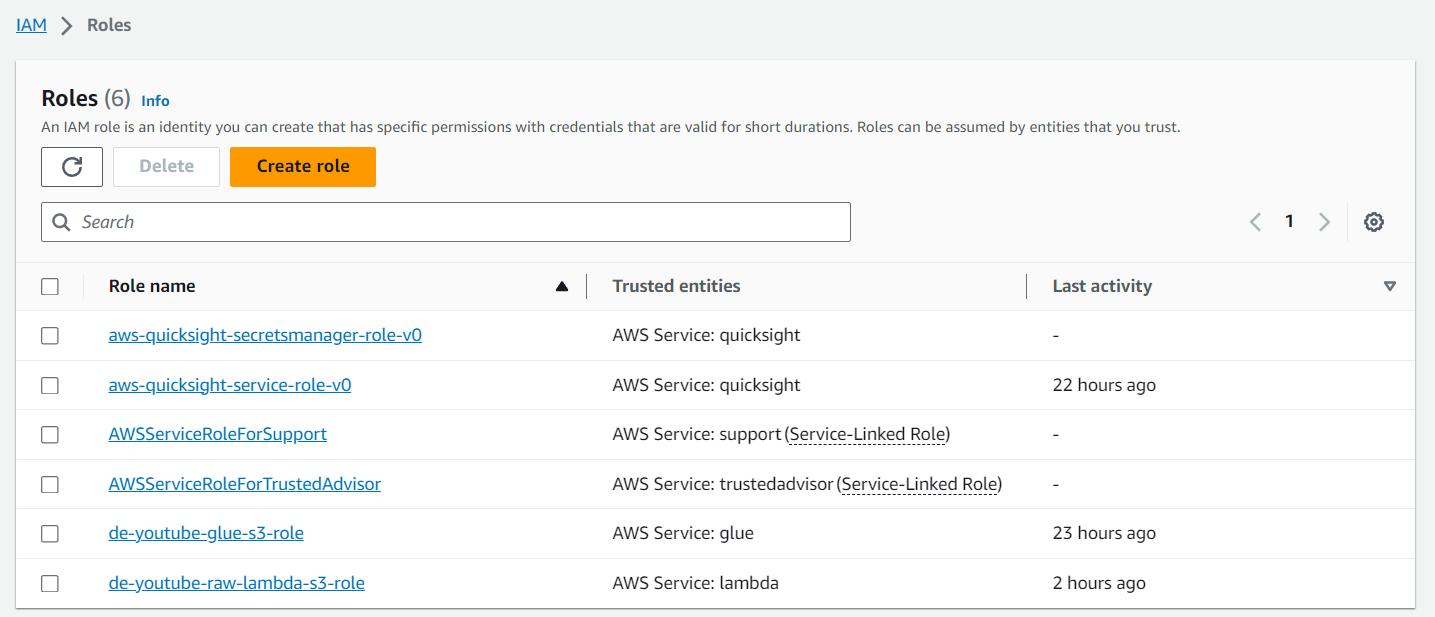 IAM > Roles
Roles (6) Info
An IAM role is an identity you can create that has specific permissions with credentials that are valid for short durations. Roles can be assumed by entities that you trust.
Delete Create role
Search 1
Role name Trusted entities Last activity
aws-quicksight-secretsmanager-role-v0 AWS Service: quicksight -
aws-quicksight-service-role-v0 AWS Service: quicksight 22 hours ago
AWSServiceRoleForSupport AWS Service: support (Service-Linked Role) -
AWSServiceRoleForTrustedAdvisor AWS Service: trustedadvisor (Service-Linked Role) -
de-youtube-glue-s3-role AWS Service: glue 23 hours ago
de-youtube-raw-lambda-s3-role AWS Service: lambda 2 hours ago